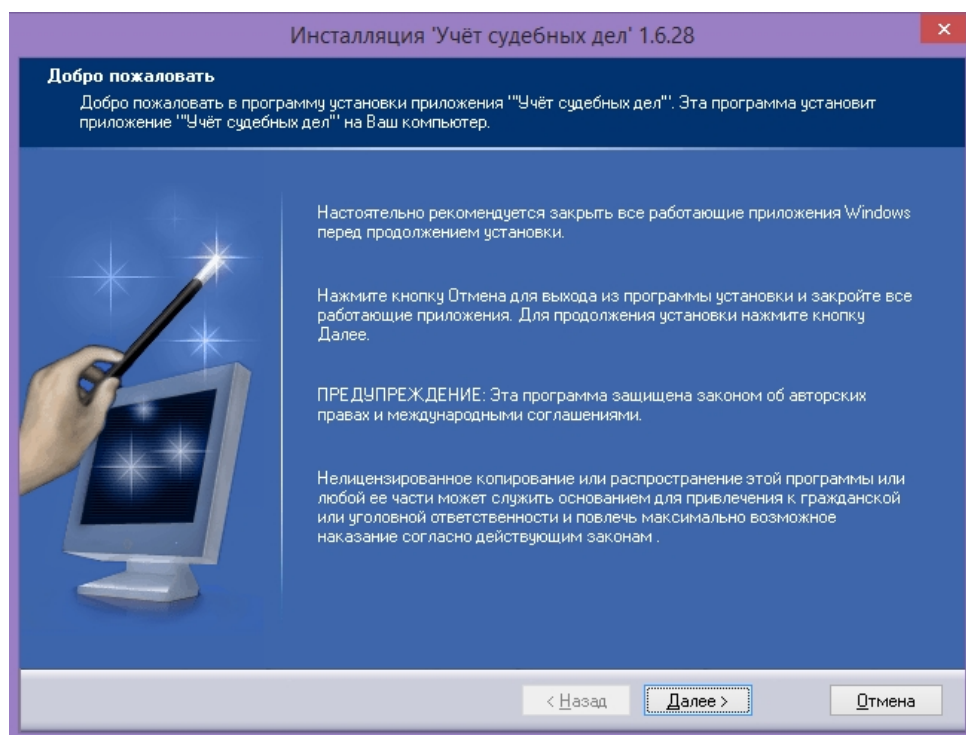 Инсталляция 'Учёт судебных дел' 1.6.28
Добро пожаловать
Добро пожаловать в программу установки приложения "'Учёт судебных дел"'. Эта программа установит
приложение "'Учёт судебных дел"' на Ваш компьютер.
Настоятельно рекомендуется закрыть все работающие приложения Windows
перед продолжением установки.
Нажмите кнопку Отмена для выхода из программы установки и закройте все
работающие приложения. Для продолжения установки нажмите кнопку
Далее.
ПРЕДУПРЕЖДЕНИЕ: Эта программа защищена законом об авторских
правах и международными соглашениями.
Нелицензированное копирование или распространение этой программы или
любой ее части может служить основанием для привлечения к гражданской
или уголовной ответственности и повлечь максимально возможное
наказание согласно действующим законам .
< Назад Далее > Отмена